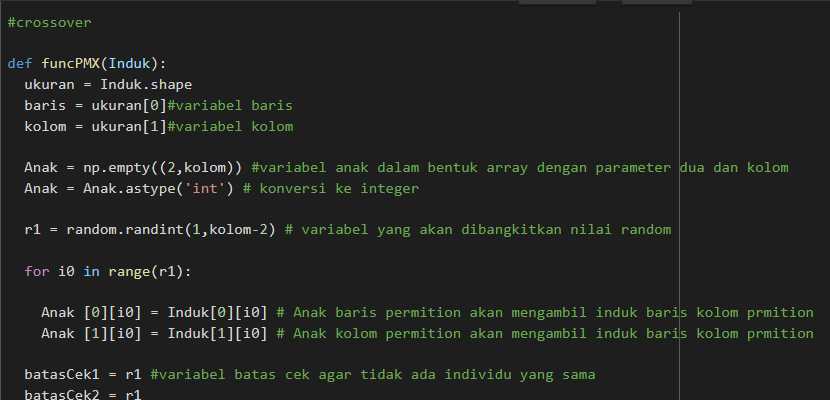 #crossover
def funcPMX(Induk):
ukuran = Induk.shape
baris = ukuran[0]#variabel baris
kolom = ukuran[1]#variabel kolom
Anak = np.empty((2,kolom)) #variabel anak dalam bentuk array dengan parameter dua dan kolom
Anak = Anak.astype('int') # konversi ke integer
r1 = random.randint(1,kolom-2) # variabel yang akan dibangkitkan nilai random
for i0 in range(r1):
Anak [0][i0] = Induk[0][i0] # Anak baris permition akan mengambil induk baris kolom prmition
Anak [1][i0] = Induk[1][i0] # Anak kolom permition akan mengambil induk baris kolom prmition
batasCek1 = r1 #variabel batas cek agar tidak ada individu yang sama
batasCek2 = r1